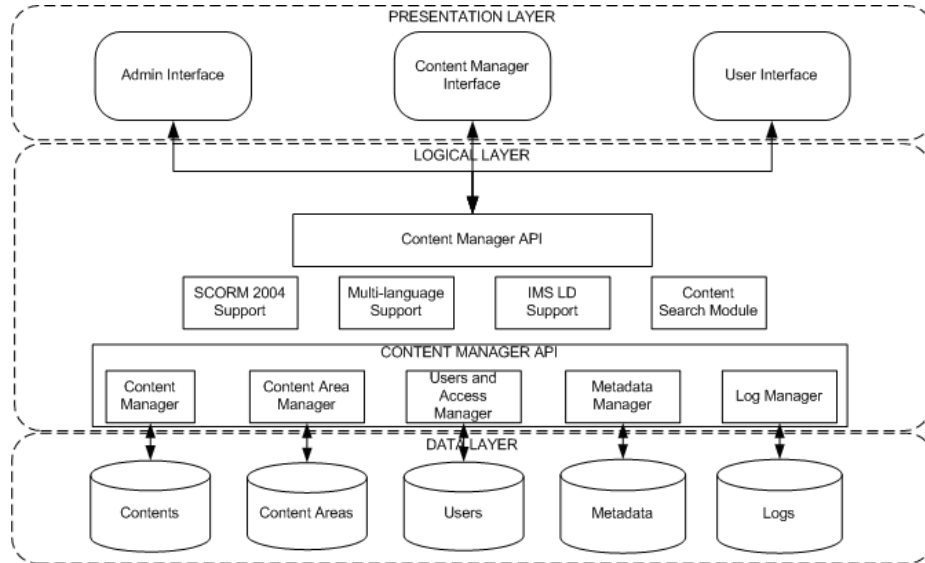 PRESENTATION LAYER
Admin Interface
Content Manager
Interface
User Interface
LOGICAL LAYER
Content Manager API
SCORM 2004
Support
Multi-language
Support
IMS LD
Support
Content
Search Module
CONTENT MANAGER API
Content
Manager
Content Area
Manager
Users and
Access
Manager
Metadata
Manager
Log Manager
DATA LAYER
Contents
Content Areas
Users
Metadata
Logs